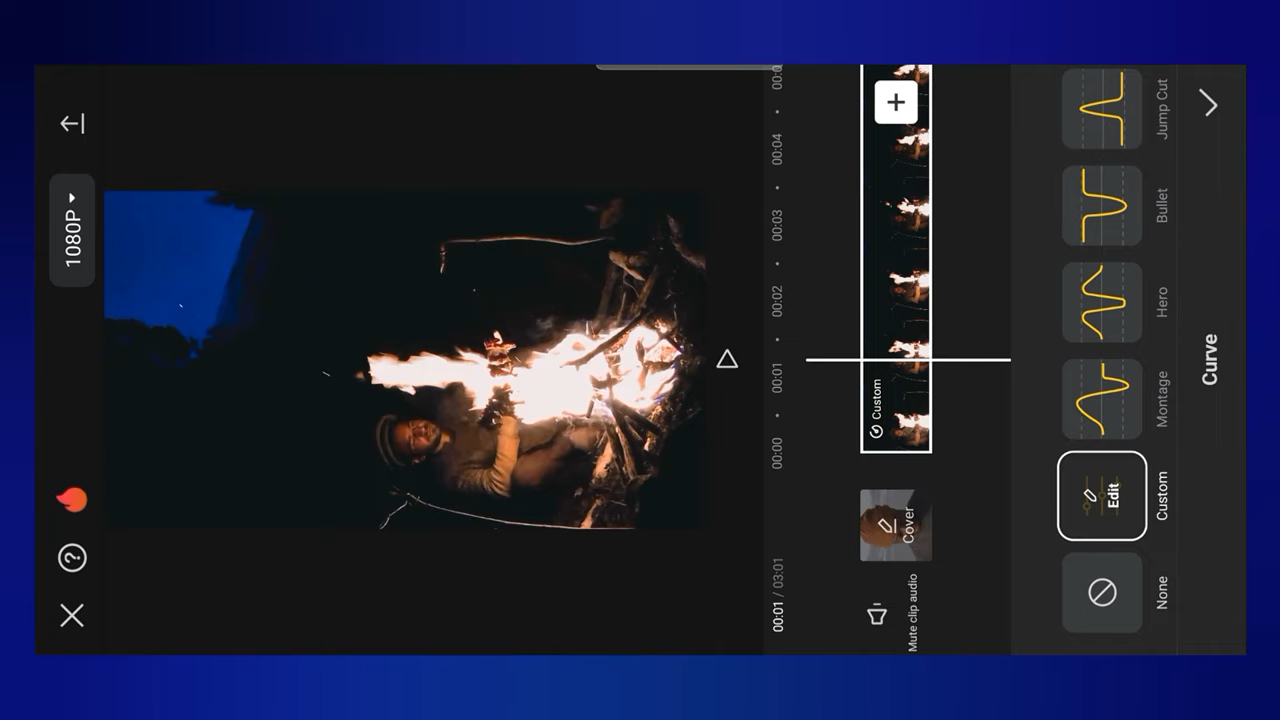 1080P
00:01 / 03:01
00:00
00:01
00:02
00:03
00:04
00:0
Custom
Mute clip audio
Cover
Edit
None
Custom
Montage
Hero
Bullet
Jump Cut
Curve